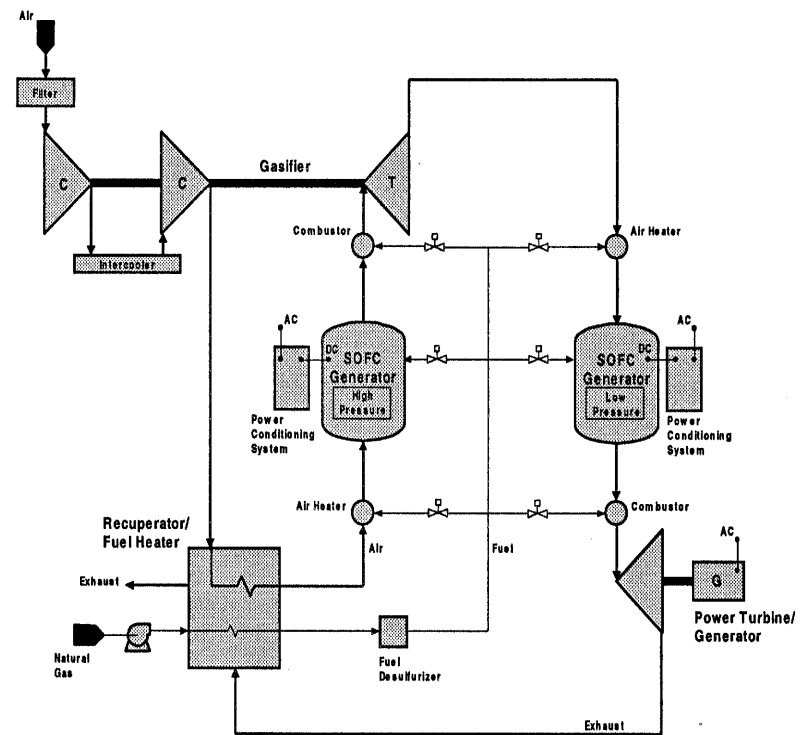 Air
Filter
C
C
Gasifier
T
Intercooler
Combustor
Air Heater
AC
DC
SOFC
Generator
High
Pressure
Power
Conditioning
System
AC
DC
SOFC
Generator
Low
Pressure
Power
Conditioning
System
Air Heater
Combustor
Recuperator/
Fuel Heater
Air
Fuel
AC
G
Exhaust
Power Turbine/
Generator
Natural
Gas
Fuel
Desulfurizer
Exhaust